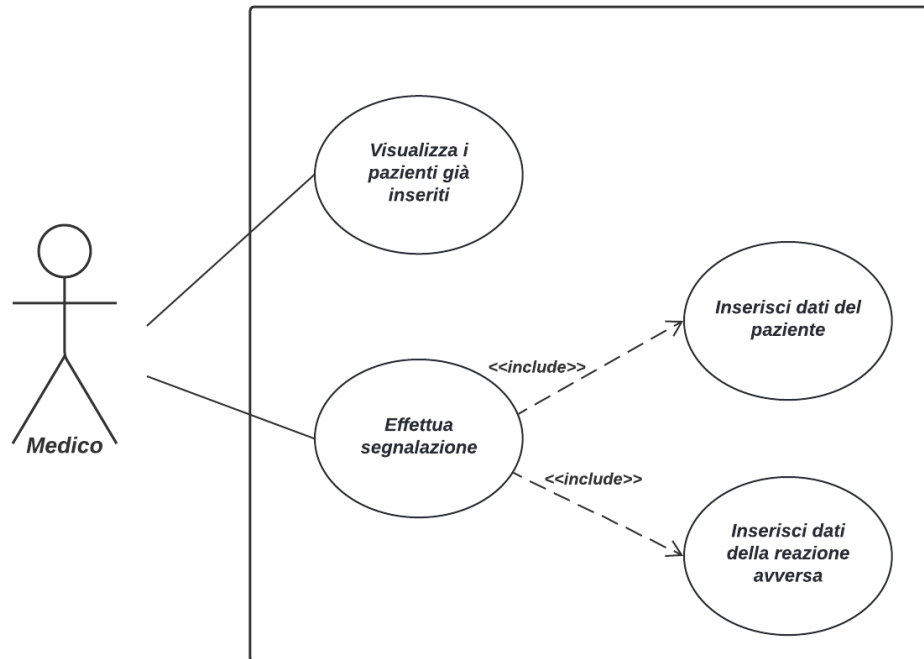 Visualizza i
pazienti già
inseriti
Inserisci dati del
paziente
<<include>>
Effettua
segnalazione
Medico
<<include>>
Inserisci dati
della reazione
avversa